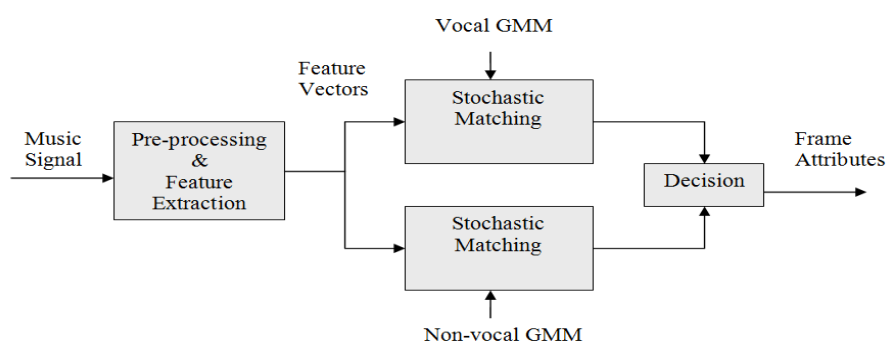 Vocal GMM
Feature
Vectors
Stochastic
Matching
Music
Signal
Pre-processing
&
Feature
Extraction
Frame
Attributes
Decision
Stochastic
Matching
Non-vocal GMM